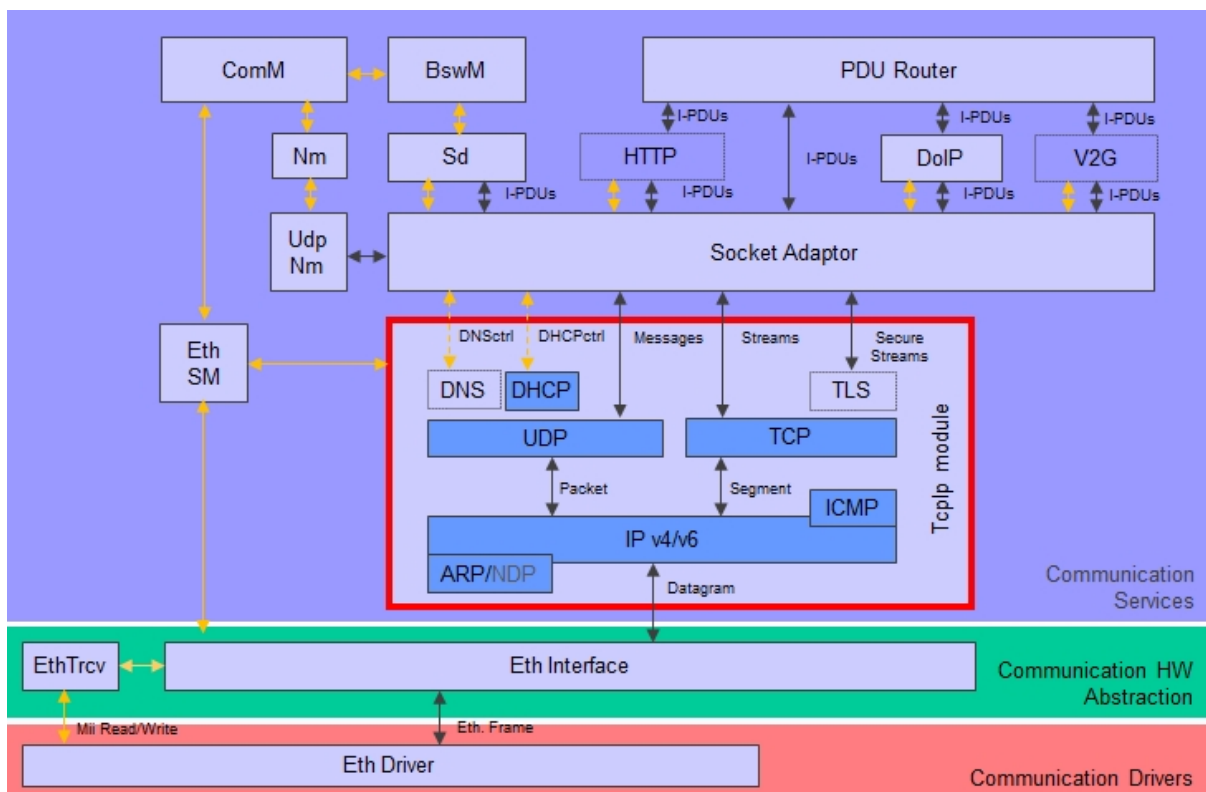 ComM
BswM
PDU Router
I-PDUs
I-PDUs
I-PDUs
Nm
Sd
HTTP
I-PDUs
DoIP
V2G
I-PDUs
I-PDUs
I-PDUs
I-PDUs
Udp
Nm
Socket Adaptor
DNSctrl
DHCPctrl
Messages
Streams
Secure
Streams
Eth
SM
DNS
DHCP
TLS
UDP
TCP
Packet
Segment
ICMP
IP v4/v6
ARP/NDP
Datagram
TcpIp module
Communication
Services
EthTrcv
Eth Interface
Communication HW
Abstraction
Mii Read/Write
Eth. Frame
Eth Driver
Communication Drivers